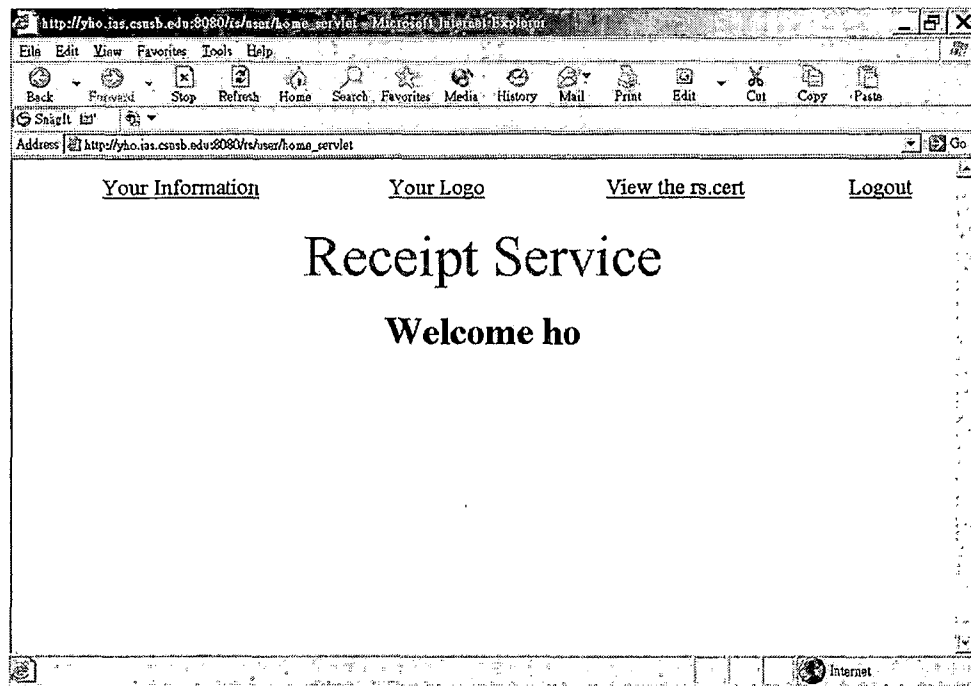 http://yho.ias.csusb.edu:8080/rs/user/home_servlet - Microsoft Internet Explorer
File Edit View Favorites Tools Help
Back Forward Stop Refresh Home Search Favorites Media History Mail Print Edit Cut Copy Paste
SnagIt
Address http://yho.ias.csusb.edu:8080/rs/user/home_servlet Go
Your Information Your Logo View the rs.cert Logout
Receipt Service
Welcome ho
Internet